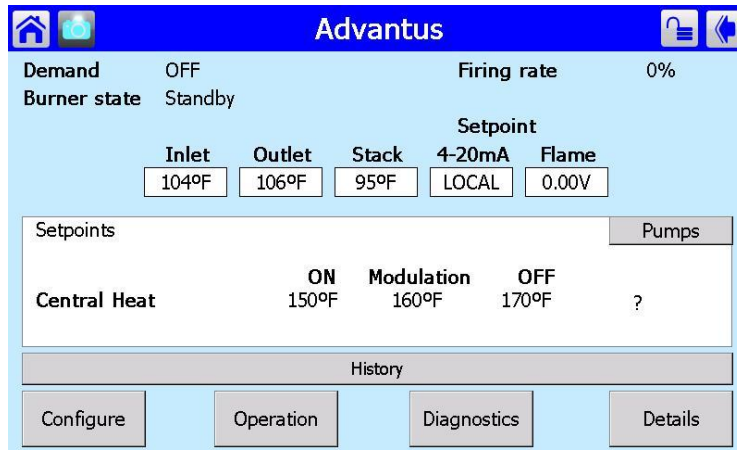 Advantus
Demand OFF Firing rate 0%
Burner state Standby
Setpoint
Inlet Outlet Stack 4-20mA Flame
104ºF 106ºF 95ºF LOCAL 0.00V
Setpoints Pumps
ON Modulation OFF
Central Heat 150ºF 160ºF 170ºF ?
History
Configure Operation Diagnostics Details